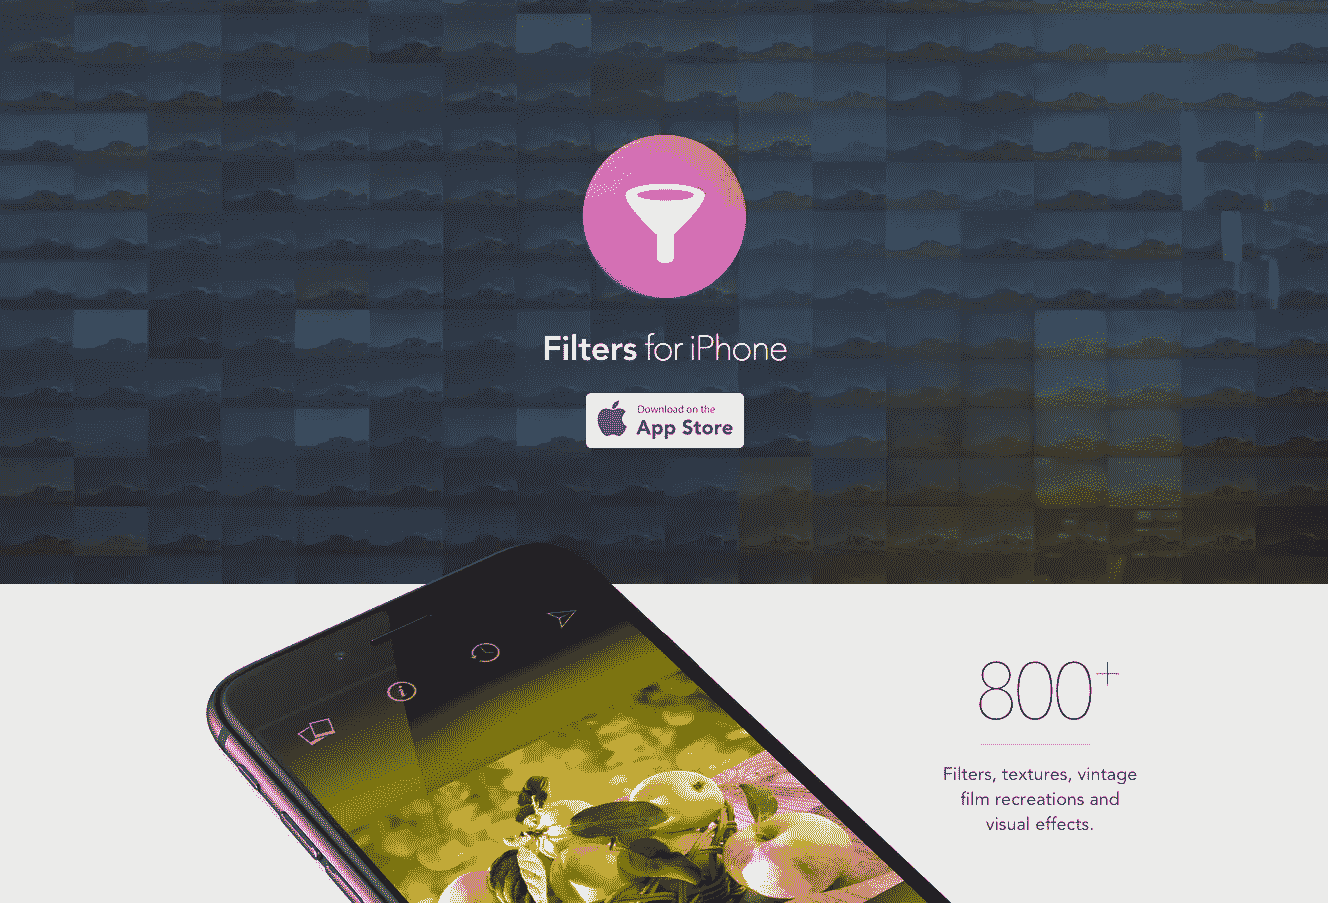 Filters for iPhone
Download on the
App Store
800+
Filters, textures, vintage
film recreations and
visual effects.